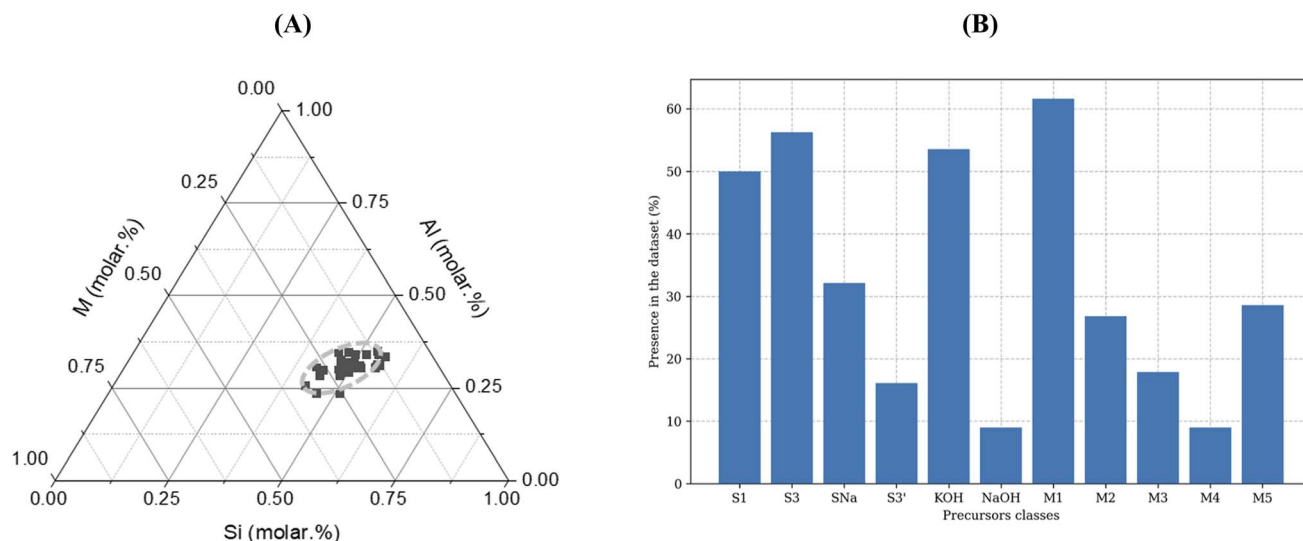 (A)
(B)
0.00
1.00
0.25
0.75
M (molar.%)
Al (molar.%)
0.50
0.50
0.75
0.25
1.00
0.00
0.00
0.25
0.50
0.75
1.00
Si (molar.%)
60
50
40
30
20
10
0
Presence in the dataset (%)
S1 S3 SNa S3' KOH NaOH M1 M2 M3 M4 M5
Precursors classes